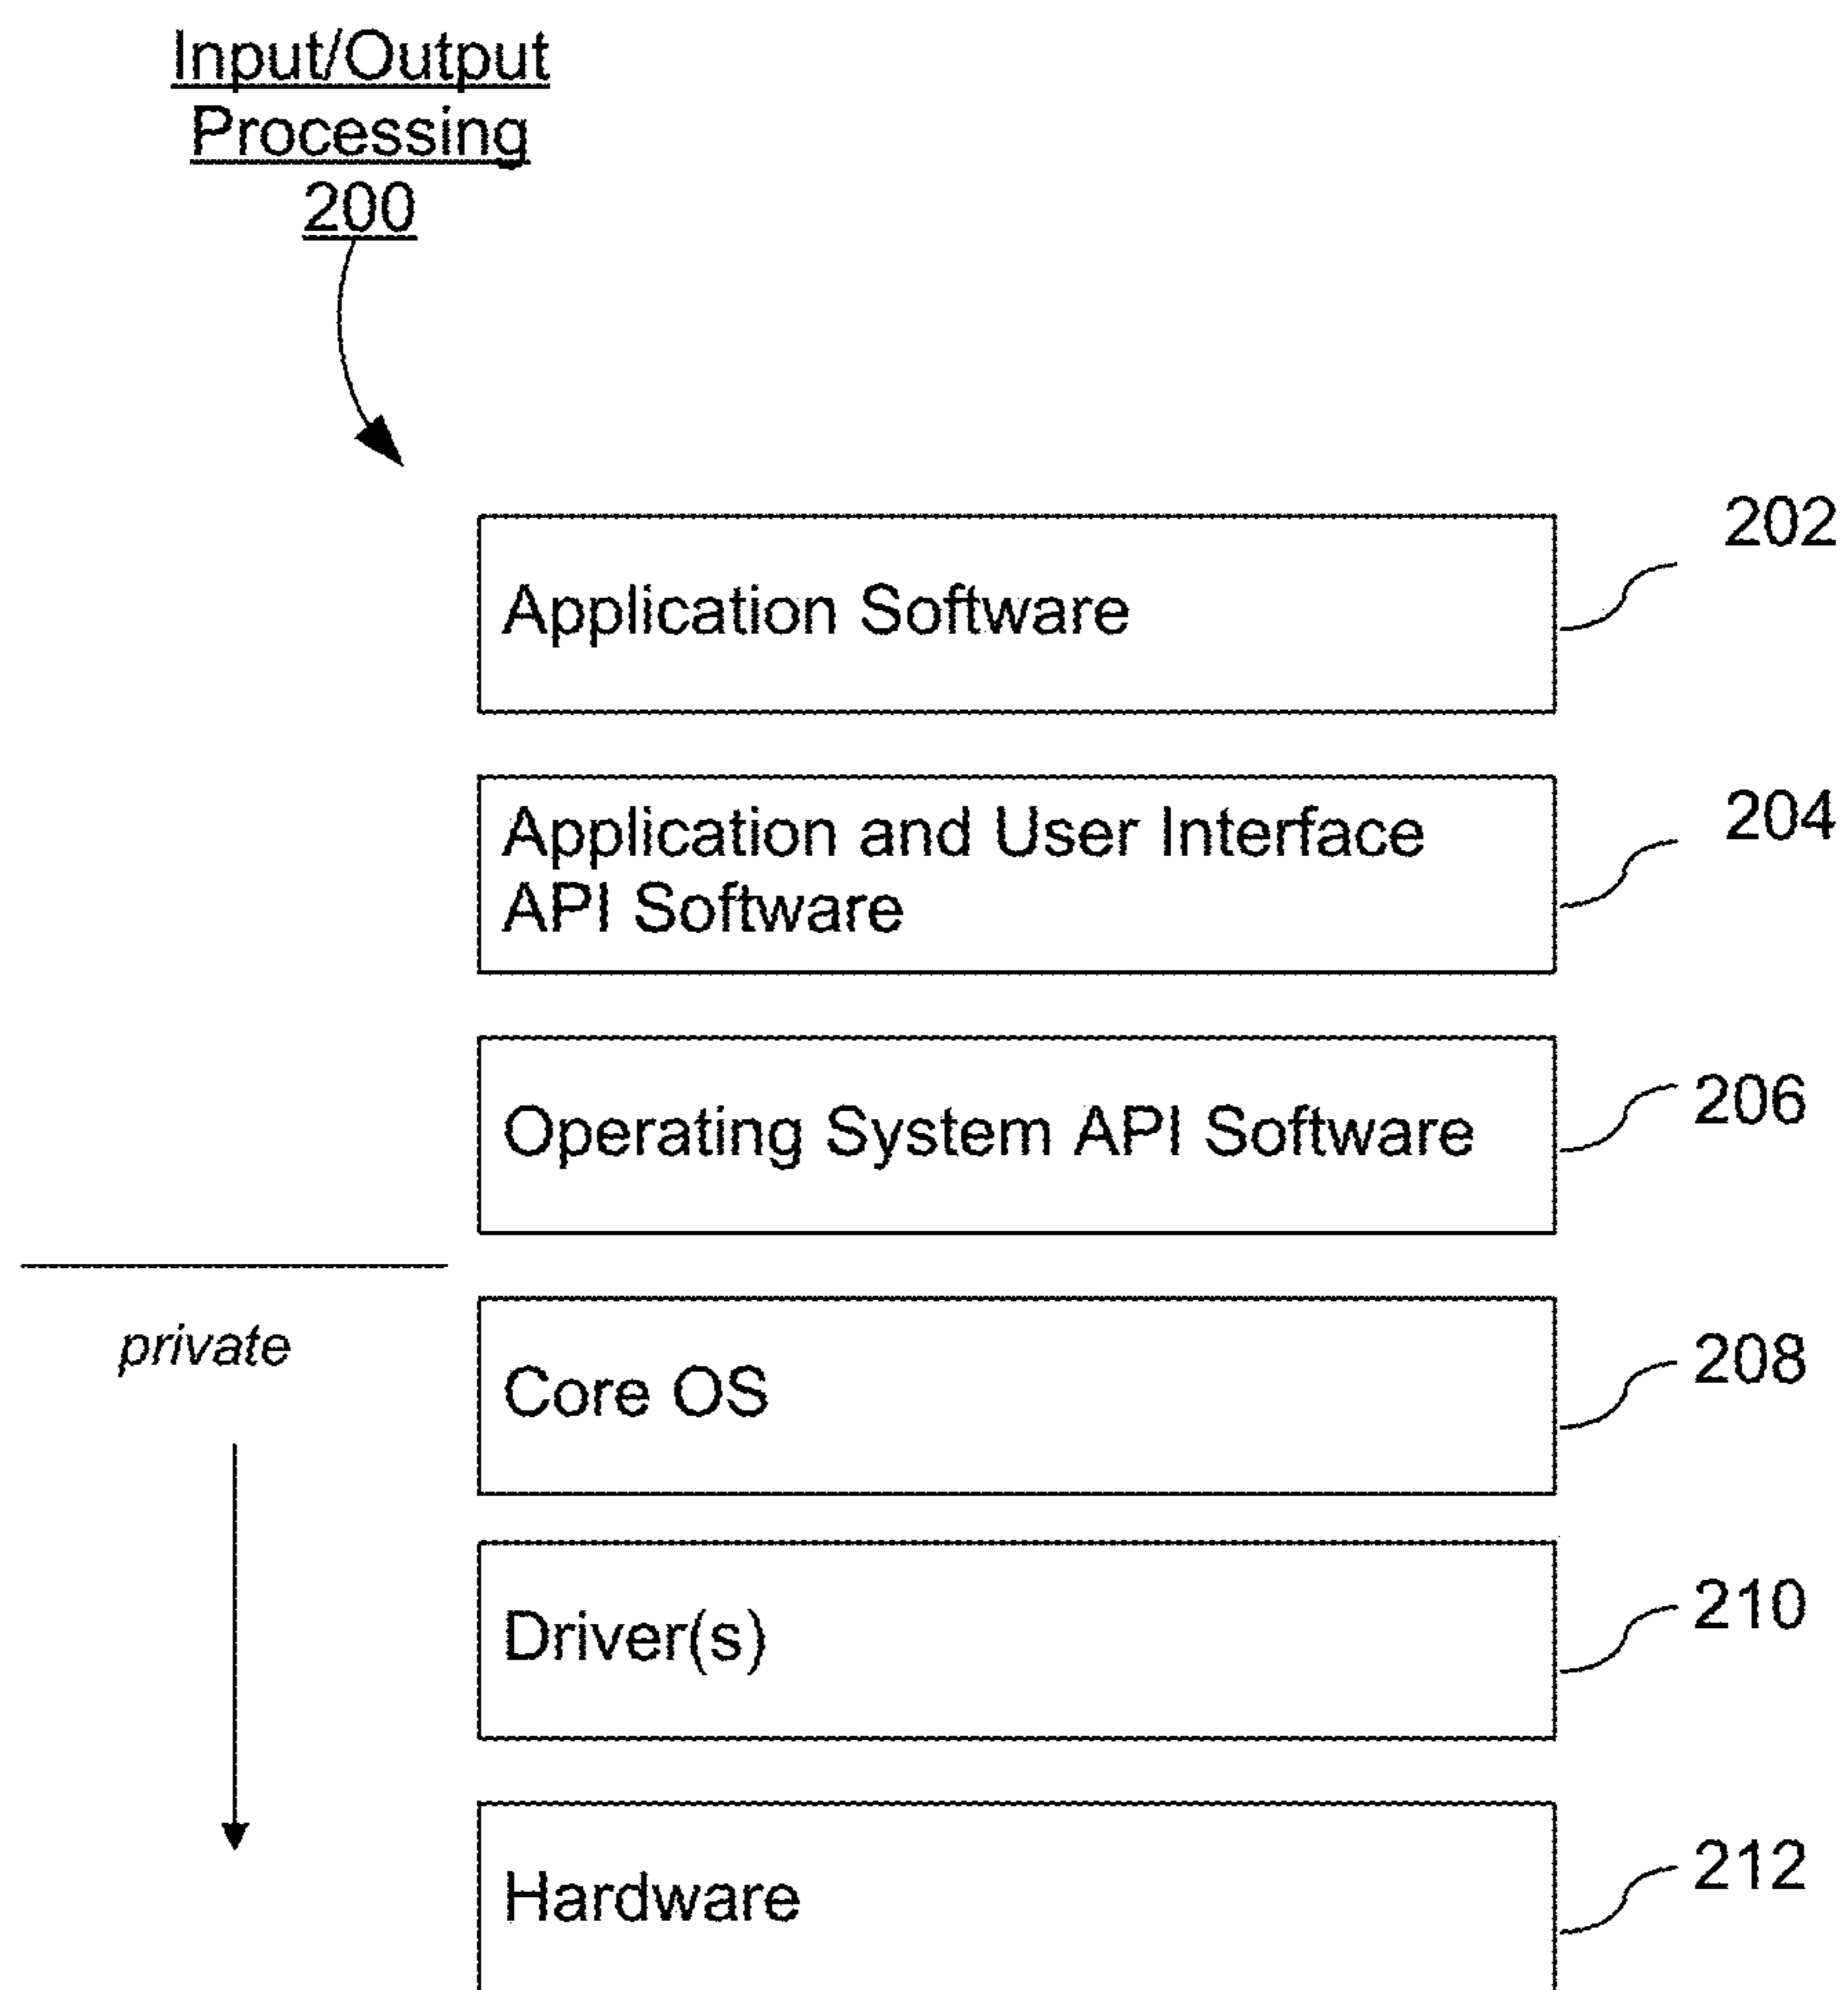 Input/Output
Processing
200
202
Application Software
204
Application and User Interface
API Software
206
Operating System API Software
private
208
Core OS
210
Driver(s)
212
Hardware